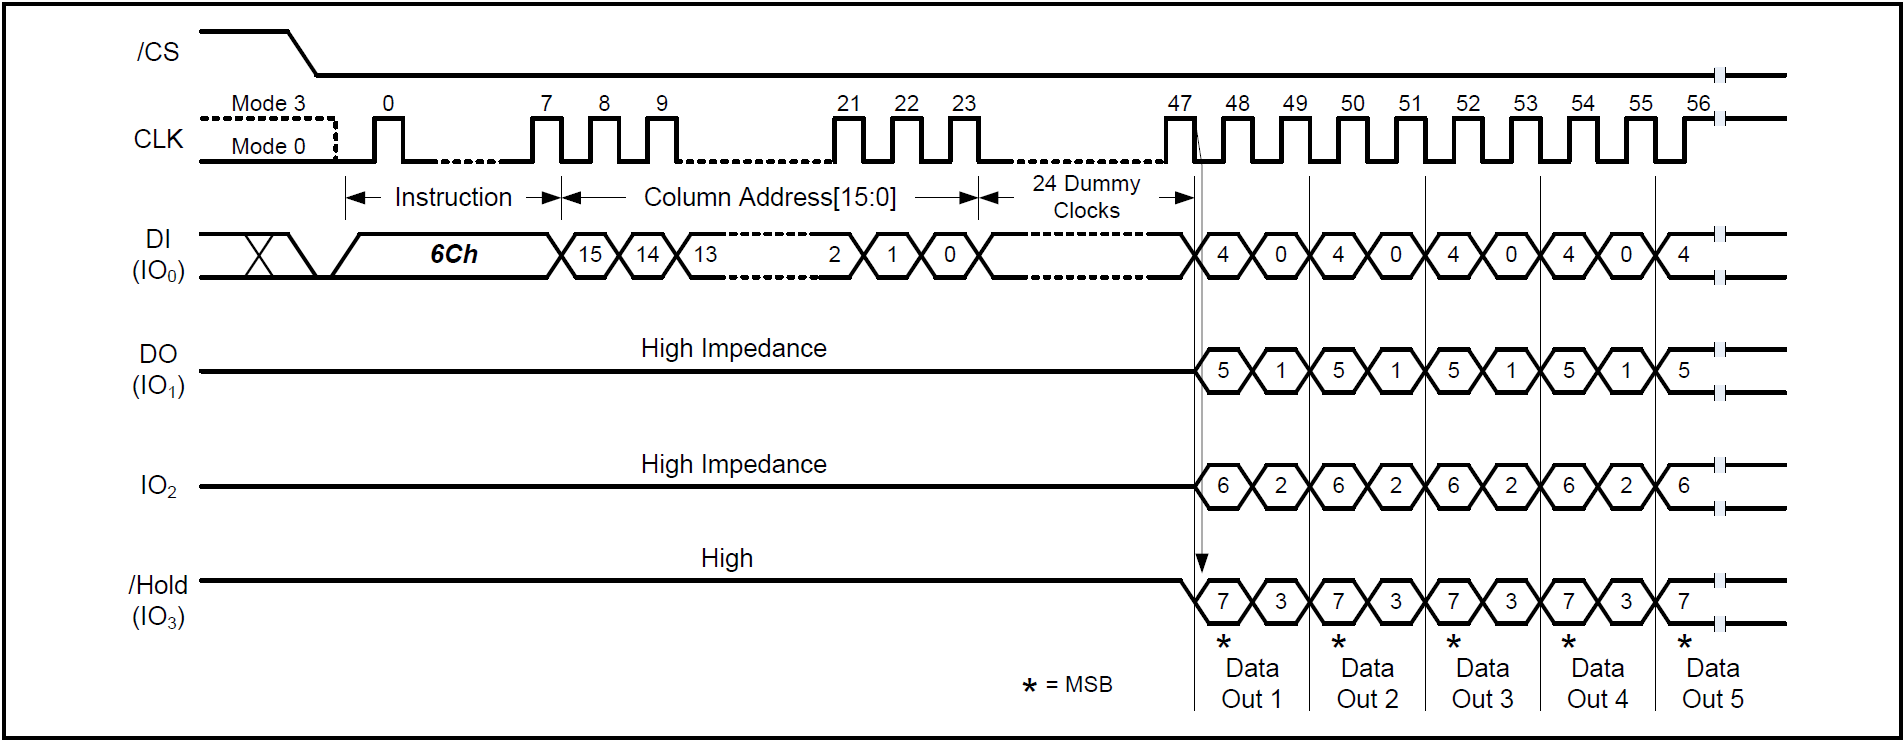 /CS
Mode 3 0 7 8 9 21 22 23 47 48 49 50 51 52 53 54 55 56
CLK
Mode 0
Instruction Column Address[15:0] 24 Dummy
Clocks
DI
(IO0)
6Ch 15 14 13 2 1 0 4 0 4 0 4 0 4 0 4
High Impedance
DO
(IO1)
5 1 5 1 5 1 5 1 5
High Impedance
IO2
6 2 6 2 6 2 6 2 6
High
/Hold
(IO3)
7 3 7 3 7 3 7 3 7
* * * * *
* = MSB
Data
Out 1
Data
Out 2
Data
Out 3
Data
Out 4
Data
Out 5